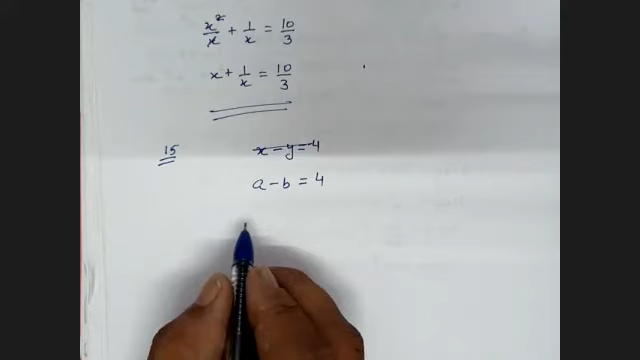 x²/x + 1/x = 10/3
x + 1/x = 10/3
15
x - y = 4
a - b = 4